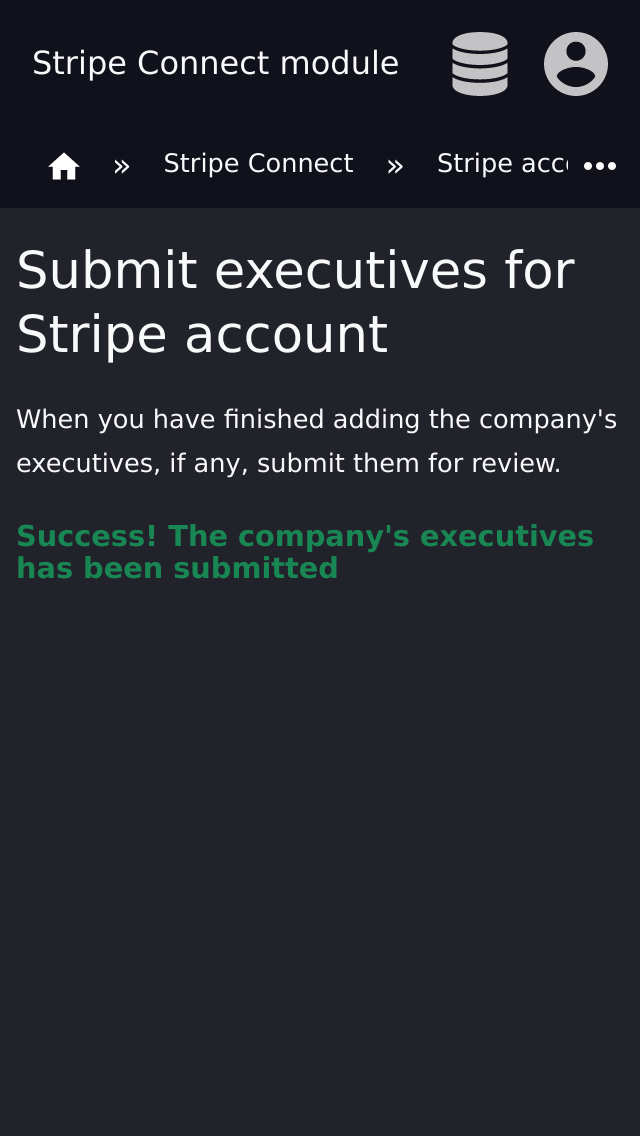 Stripe Connect module
» Stripe Connect » Stripe acc
Submit executives for
Stripe account
When you have finished adding the company's
executives, if any, submit them for review.
Success! The company's executives
has been submitted